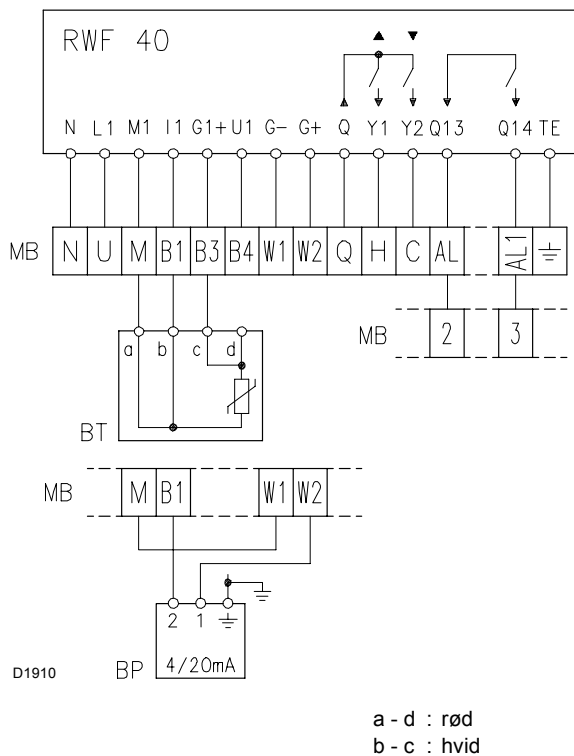 RWF 40
N L1 M1 I1 G1+ U1 G- G+ Q Y1 Y2 Q13 Q14 TE
MB N U M B1 B3 B4 W1 W2 Q H C AL AL1
MB 2 3
a b c d
BT
MB M B1 W1 W2
2 1
BP 4/20mA
D1910
a - d : rød
b - c : hvid